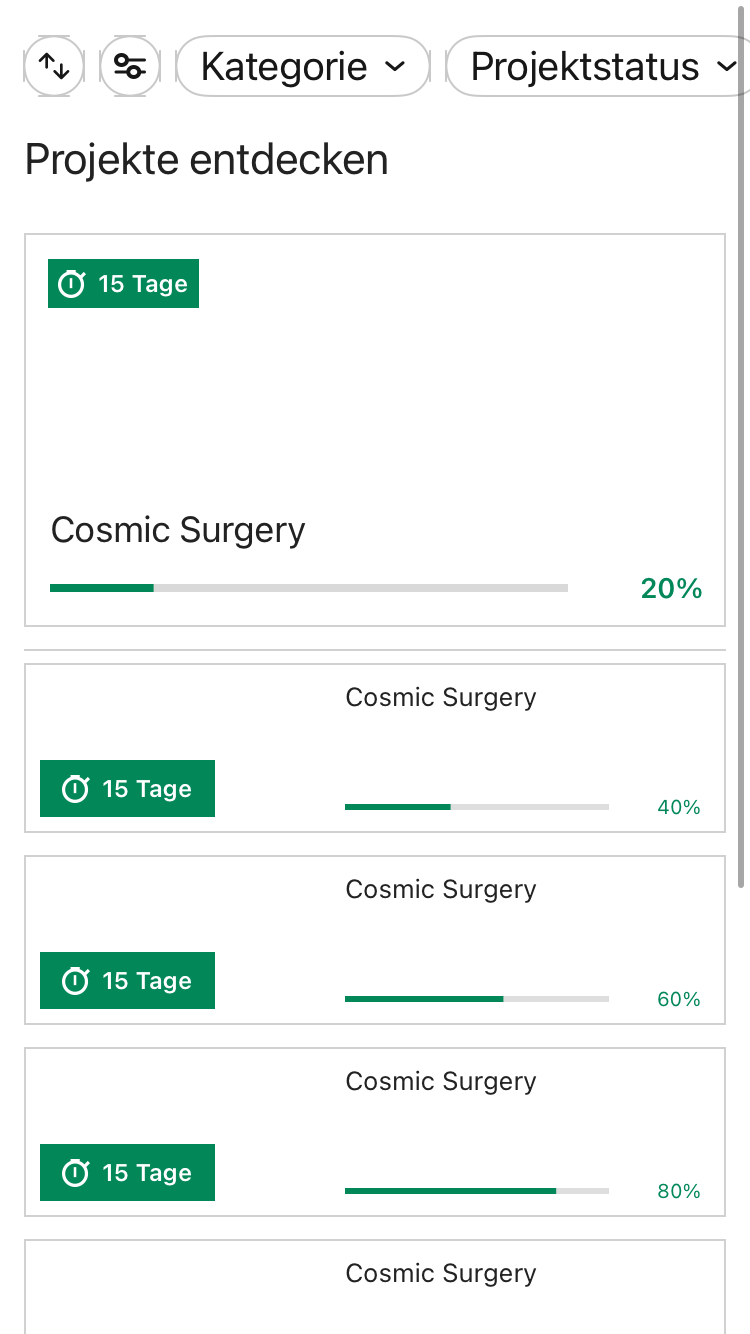 Kategorie Projektstatus
Projekte entdecken
15 Tage
Cosmic Surgery
20%
Cosmic Surgery
15 Tage
40%
Cosmic Surgery
15 Tage
60%
Cosmic Surgery
15 Tage
80%
Cosmic Surgery